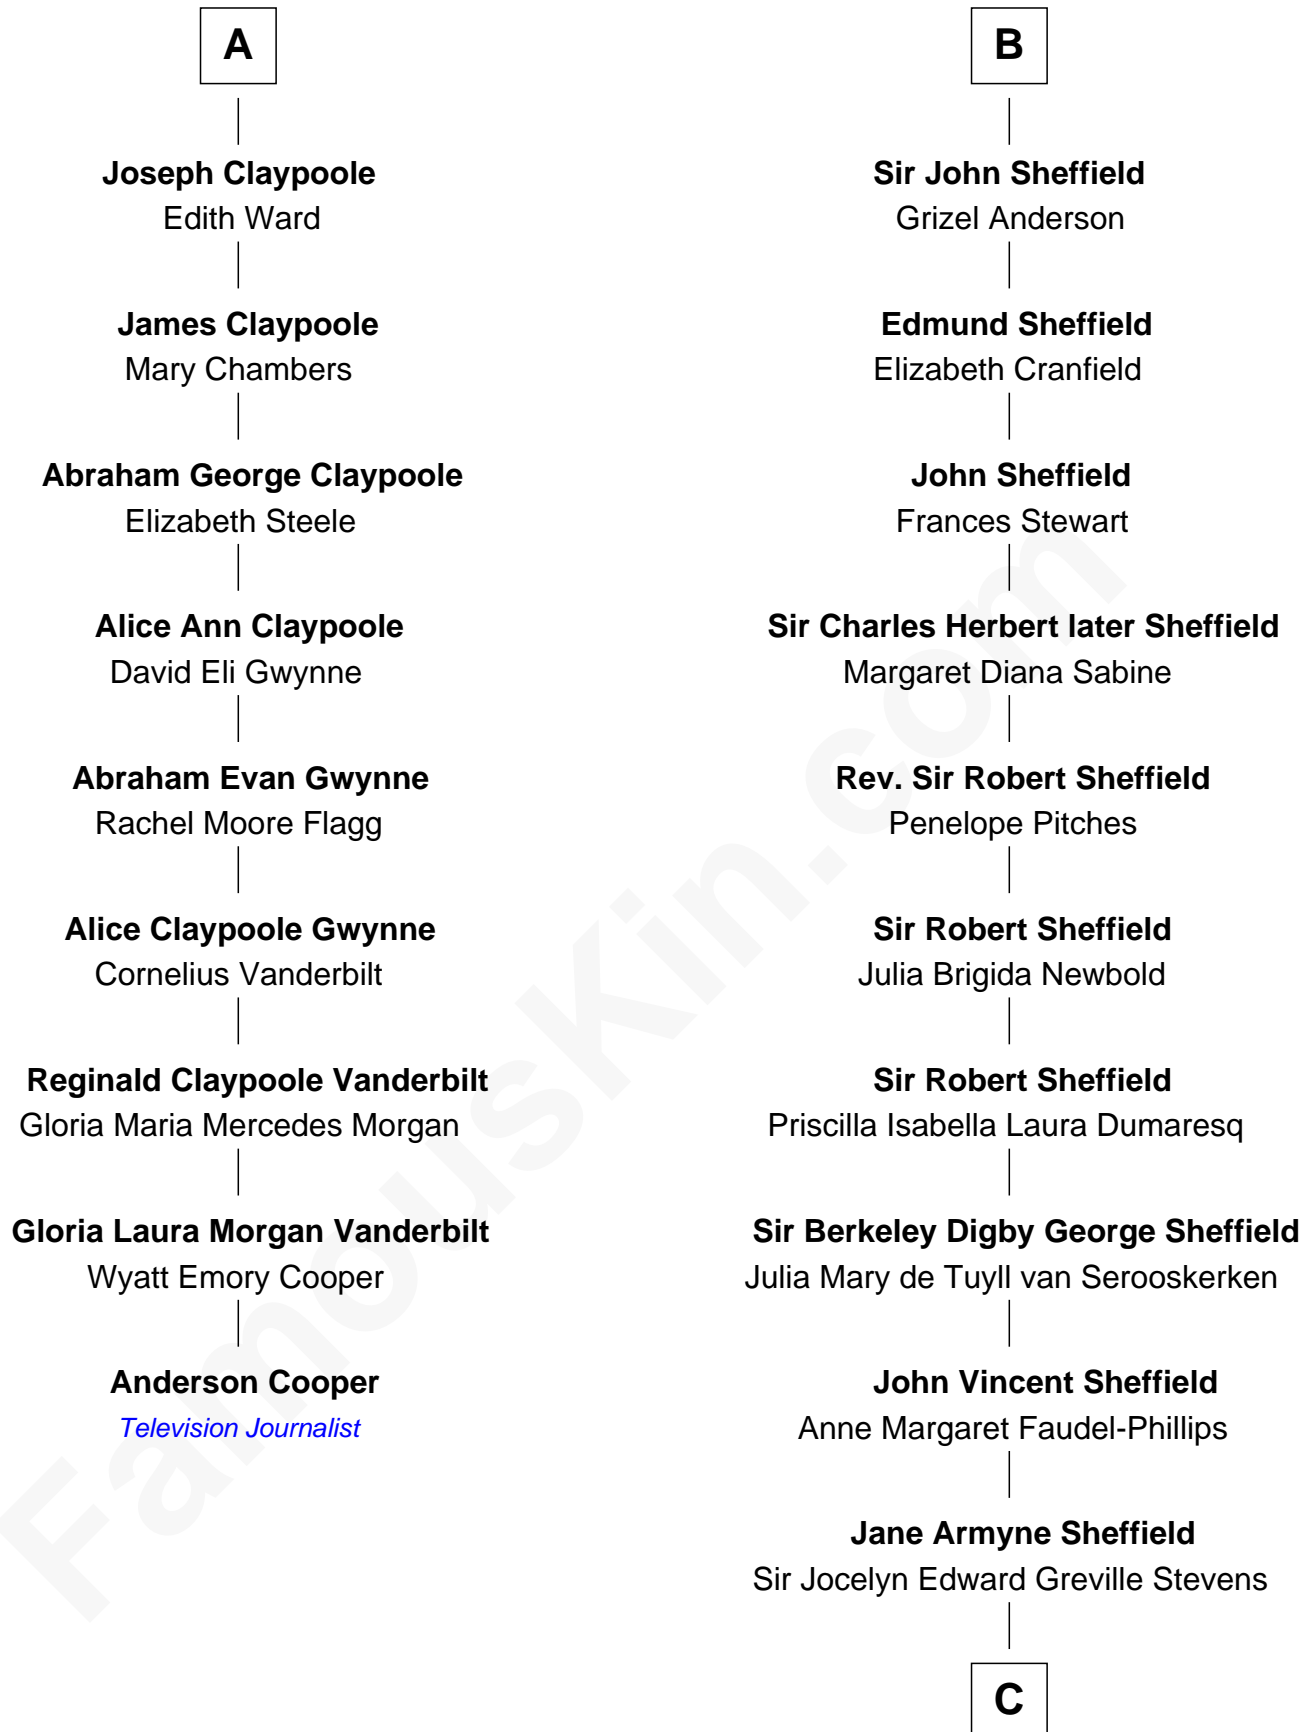 A
Joseph Claypoole
Edith Ward
James Claypoole
Mary Chambers
Abraham George Claypoole
Elizabeth Steele
Alice Ann Claypoole
David Eli Gwynne
Abraham Evan Gwynne
Rachel Moore Flagg
Alice Claypoole Gwynne
Cornelius Vanderbilt
Reginald Claypoole Vanderbilt
Gloria Maria Mercedes Morgan
Gloria Laura Morgan Vanderbilt
Wyatt Emory Cooper
Anderson Cooper
Television Journalist
B
Sir John Sheffield
Grizel Anderson
Edmund Sheffield
Elizabeth Cranfield
John Sheffield
Frances Stewart
Sir Charles Herbert later Sheffield
Margaret Diana Sabine
Rev. Sir Robert Sheffield
Penelope Pitches
Sir Robert Sheffield
Julia Brigida Newbold
Sir Robert Sheffield
Priscilla Isabella Laura Dumaresq
Sir Berkeley Digby George Sheffield
Julia Mary de Tuyll van Serooskerken
John Vincent Sheffield
Anne Margaret Faudel-Phillips
Jane Armyne Sheffield
Sir Jocelyn Edward Greville Stevens
C
FamousKin.com